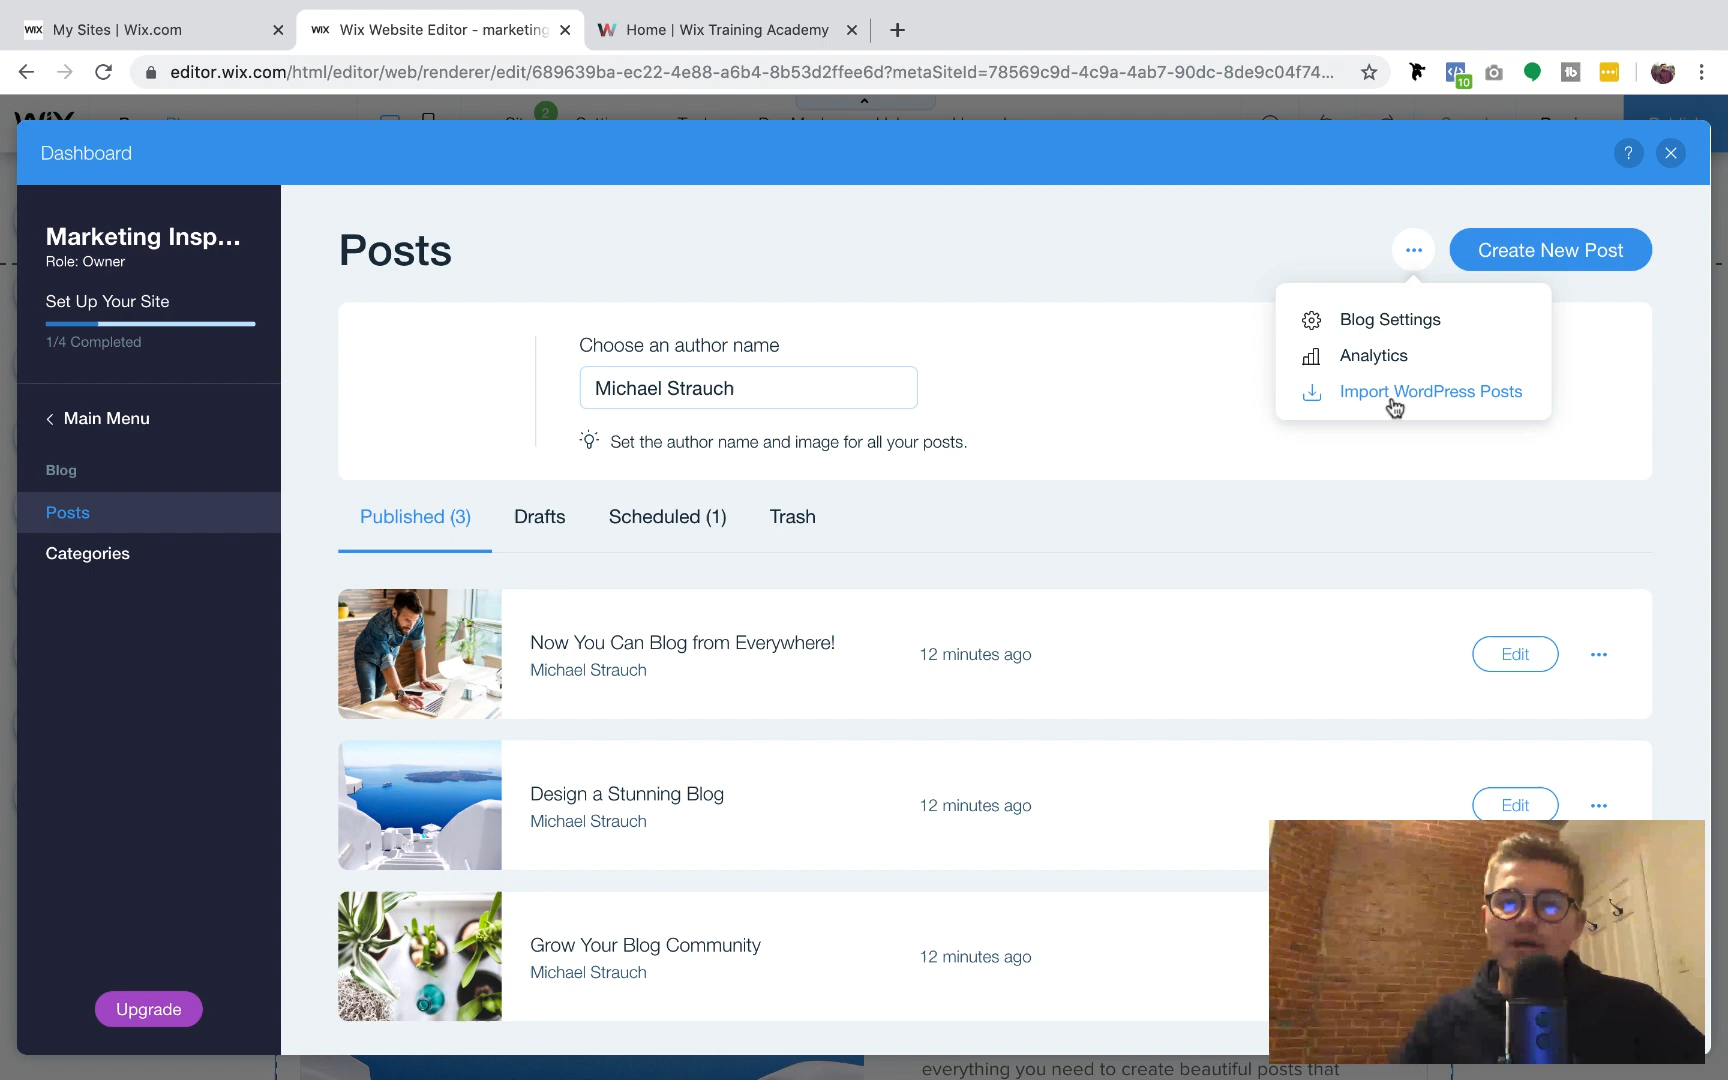 WIX My Sites | Wix.com
WIX Wix Website Editor - marketing
Home | Wix Training Academy
editor.wix.com/html/editor/web/renderer/edit/689639ba-ec22-4e88-a6b4-8b53d2ffee6d?metaSiteId=78569c9d-4c9a-4ab7-90dc-8de9c04f74...
10
tb
WIX
2
Dashboard
?
Marketing Insp...
Role: Owner
Set Up Your Site
1/4 Completed
Main Menu
Blog
Posts
Categories
Upgrade
Posts
Create New Post
Blog Settings
Analytics
Import WordPress Posts
Choose an author name
Michael Strauch
Set the author name and image for all your posts.
Published (3)
Drafts
Scheduled (1)
Trash
Now You Can Blog from Everywhere!
Michael Strauch
12 minutes ago
Edit
Design a Stunning Blog
Michael Strauch
12 minutes ago
Edit
Grow Your Blog Community
Michael Strauch
12 minutes ago
everything you need to create beautiful posts that